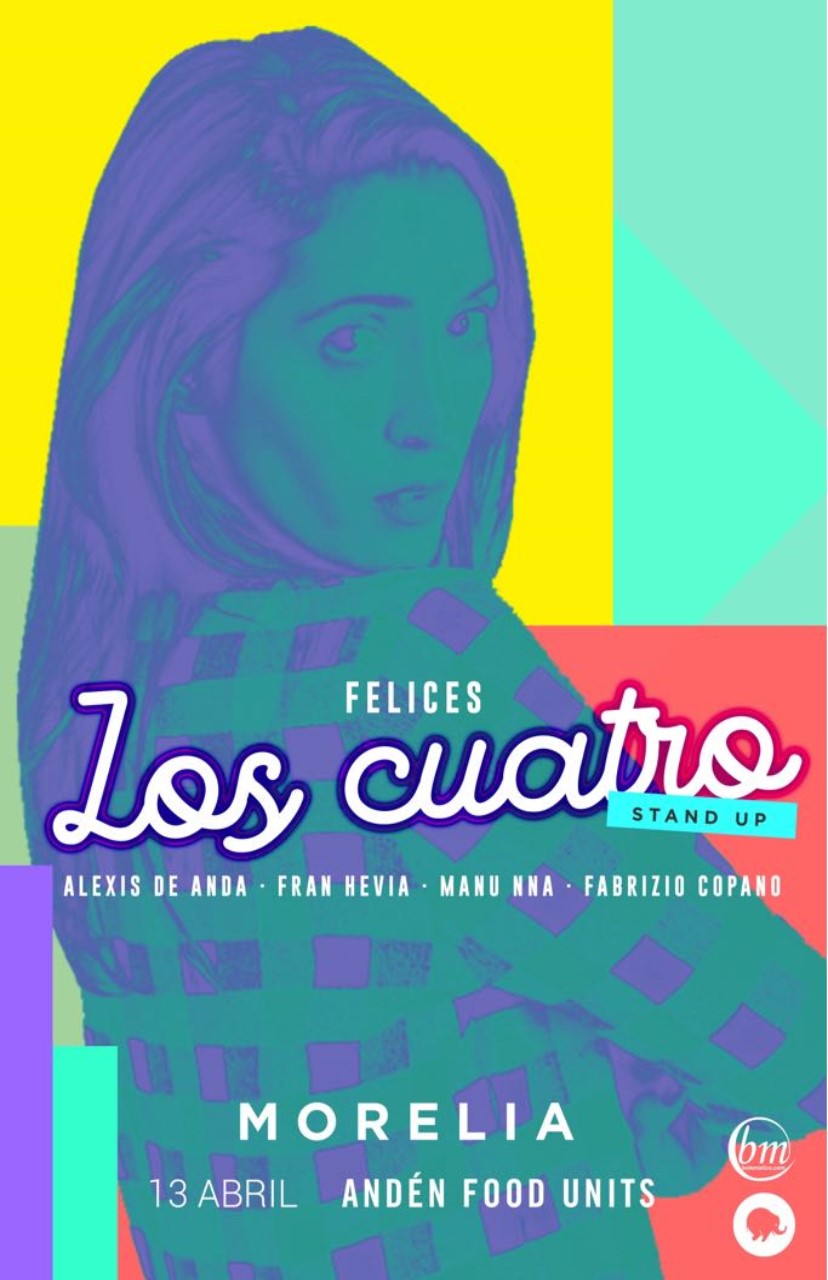 FELICES
Los cuatro
STAND UP
ALEXIS DE ANDA · FRAN HEVIA · MANU NNA · FABRIZIO COPANO
MORELIA
13 ABRIL ANDÉN FOOD UNITS
bm